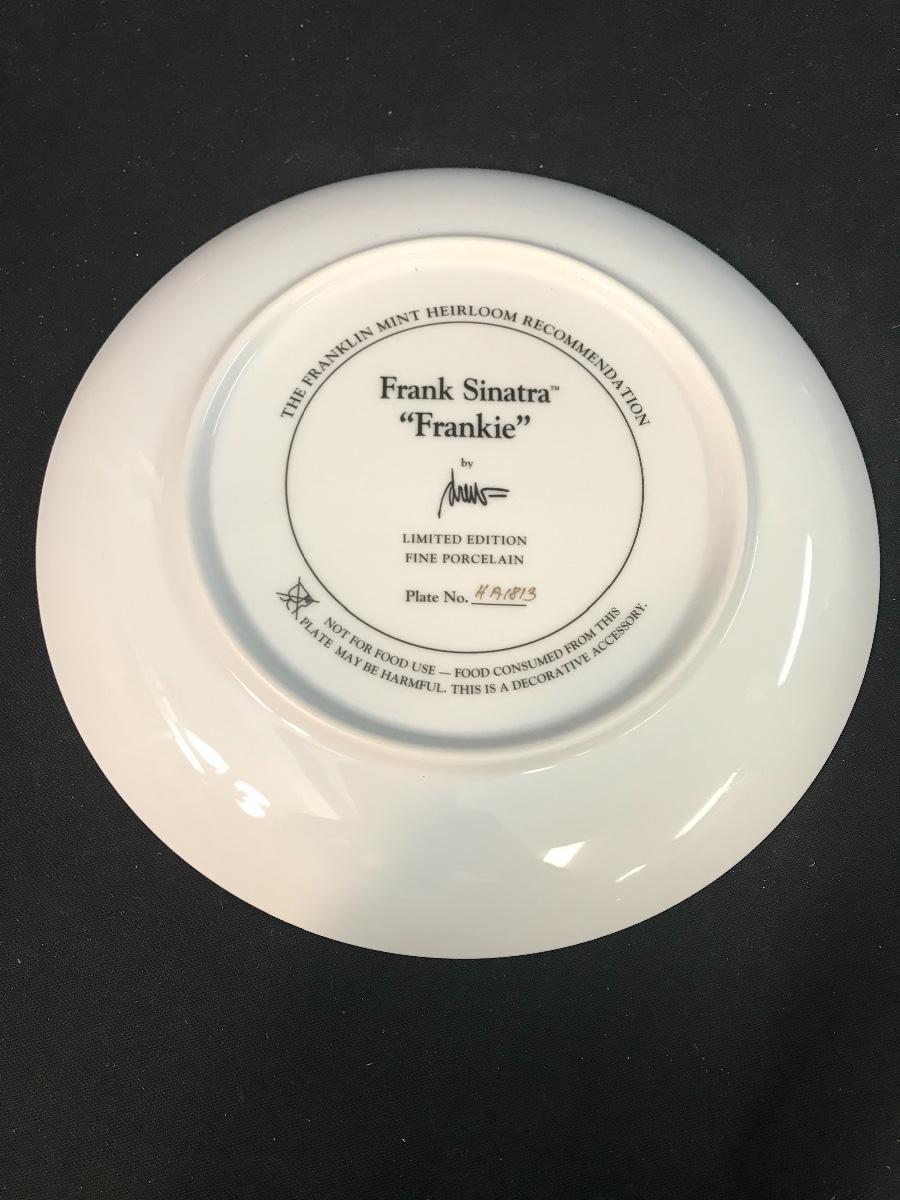 THE FRANKLIN MINT HEIRLOOM RECOMMENDATION
Frank Sinatra™
“Frankie”
by
LIMITED EDITION
FINE PORCELAIN
Plate No. HA1813
NOT FOR FOOD USE — FOOD CONSUMED FROM THIS
PLATE MAY BE HARMFUL. THIS IS A DECORATIVE ACCESSORY.